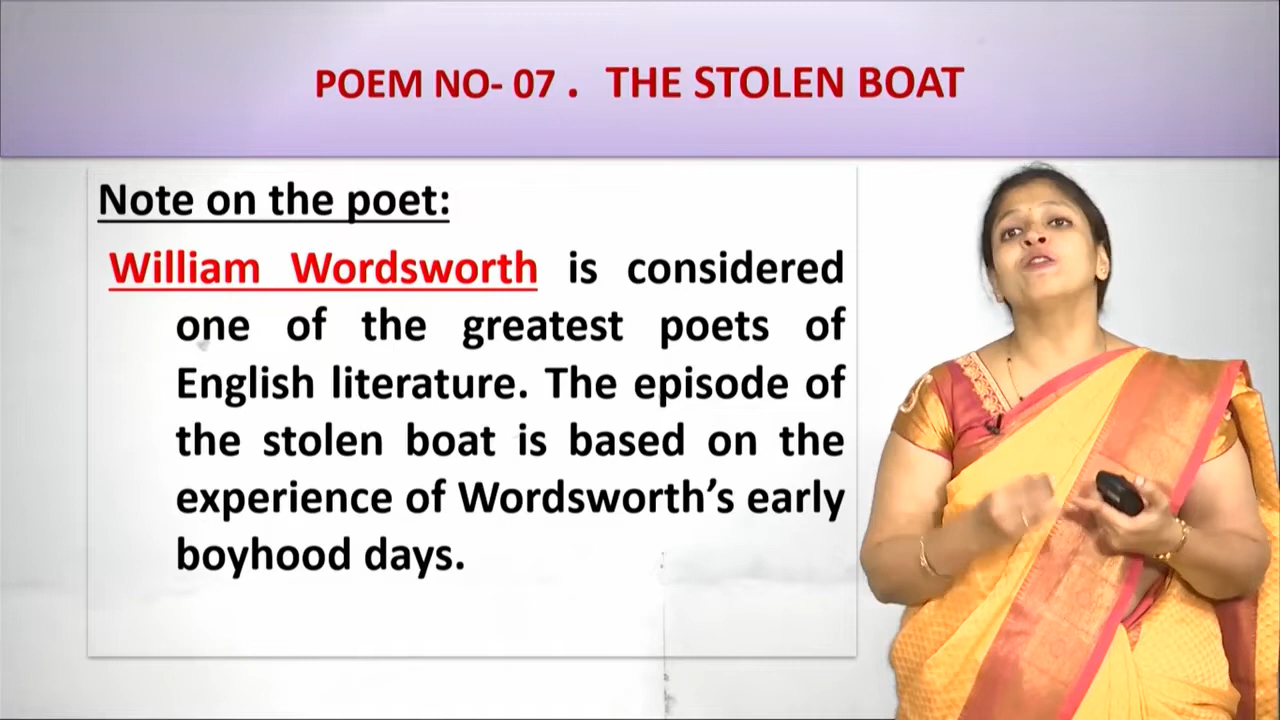 POEM NO- 07 . THE STOLEN BOAT
Note on the poet:
William Wordsworth is considered
one of the greatest poets of
English literature. The episode of
the stolen boat is based on the
experience of Wordsworth’s early
boyhood days.